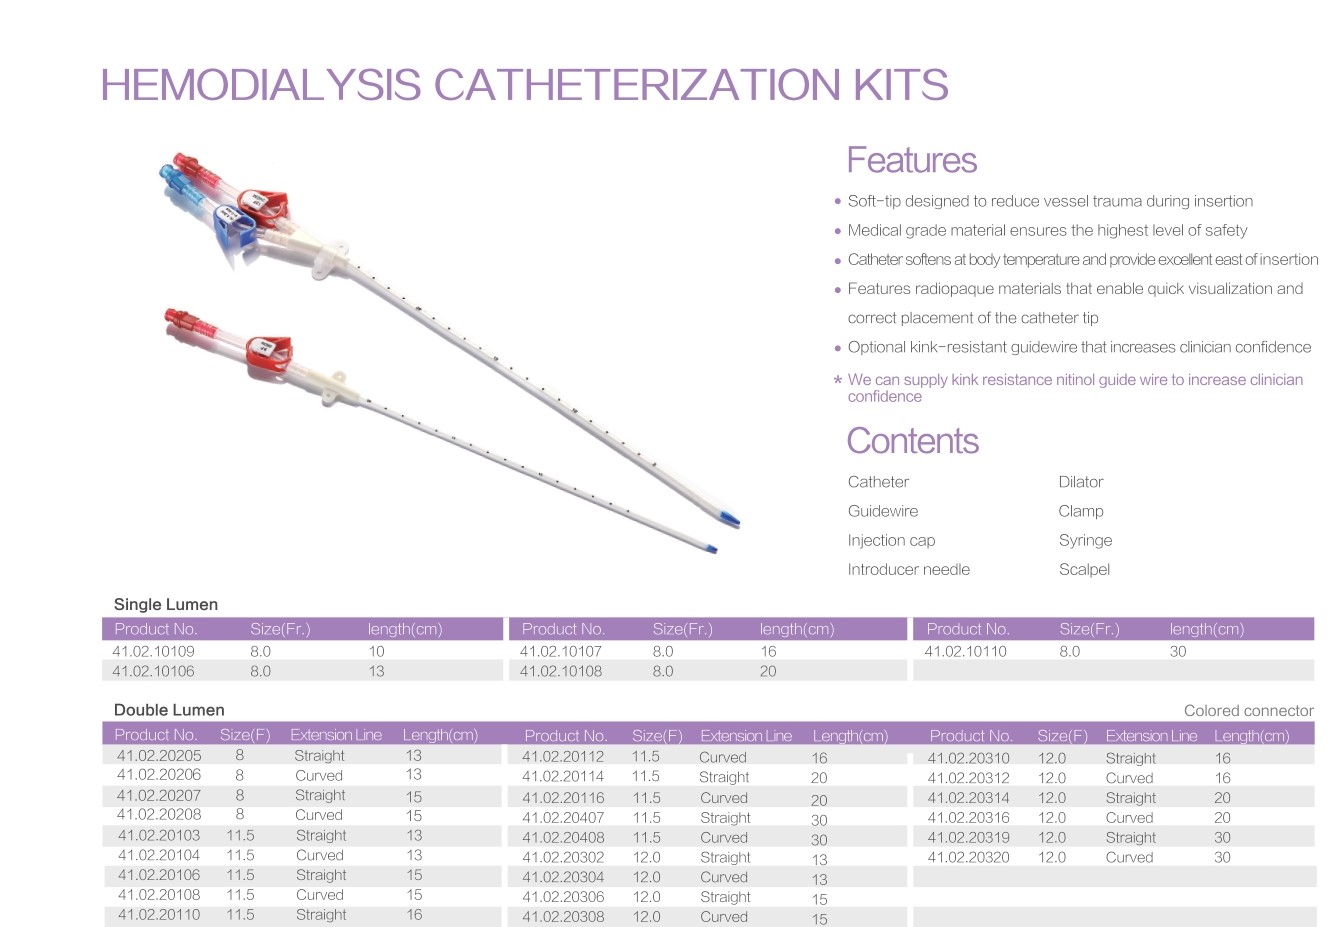 HEMODIALYSIS CATHETERIZATION KITS
Features
• Soft-tip designed to reduce vessel trauma during insertion
• Medical grade material ensures the highest level of safety
• Catheter softens at body temperature and provide excellent east of insertion
• Features radiopaque materials that enable quick visualization and
correct placement of the catheter tip
• Optional kink-resistant guidewire that increases clinician confidence
* We can supply kink resistance nitinol guide wire to increase clinician
confidence
Contents
Catheter Dilator
Guidewire Clamp
Injection cap Syringe
Introducer needle Scalpel
Single Lumen
Product No. Size(Fr.) length(cm) Product No. Size(Fr.) length(cm) Product No. Size(Fr.) length(cm)
41.02.10109 8.0 10 41.02.10107 8.0 16 41.02.10110 8.0 30
41.02.10106 8.0 13 41.02.10108 8.0 20
Double Lumen Colored connector
Product No. Size(F) Extension Line Length(cm) Product No. Size(F) Extension Line Length(cm) Product No. Size(F) Extension Line Length(cm)
41.02.20205 8 Straight 13 41.02.20112 11.5 Curved 16 41.02.20310 12.0 Straight 16
41.02.20206 8 Curved 13 41.02.20114 11.5 Straight 20 41.02.20312 12.0 Curved 16
41.02.20207 8 Straight 15 41.02.20116 11.5 Curved 20 41.02.20314 12.0 Straight 20
41.02.20208 8 Curved 15 41.02.20407 11.5 Straight 30 41.02.20316 12.0 Curved 20
41.02.20103 11.5 Straight 13 41.02.20408 11.5 Curved 30 41.02.20319 12.0 Straight 30
41.02.20104 11.5 Curved 13 41.02.20302 12.0 Straight 13 41.02.20320 12.0 Curved 30
41.02.20106 11.5 Straight 15 41.02.20304 12.0 Curved 13
41.02.20108 11.5 Curved 15 41.02.20306 12.0 Straight 15
41.02.20110 11.5 Straight 16 41.02.20308 12.0 Curved 15